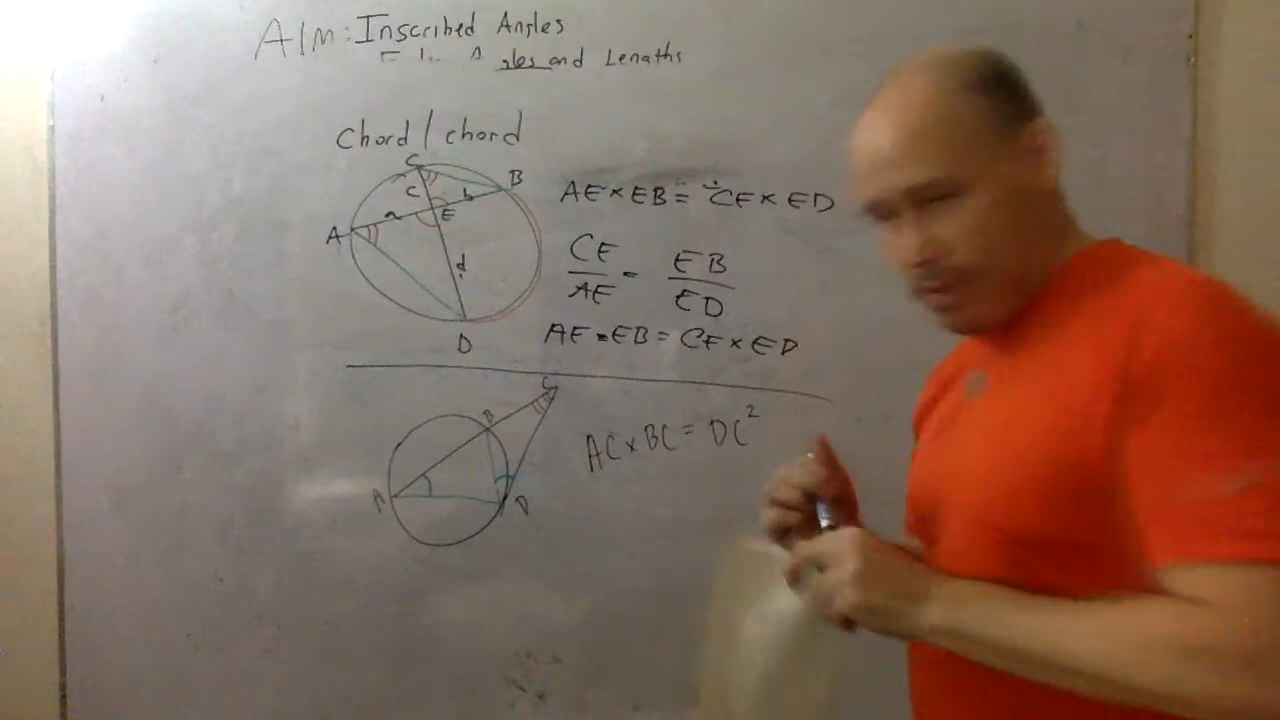 AIM: Inscribed Angles
and Lengths
Chord / chord
C
B
c
b
a
E
A
d
D
AE × EB = CE × ED
CE / AE = EB / ED
AE • EB = CE × ED
C
B
A
D
AC × BC = DC²